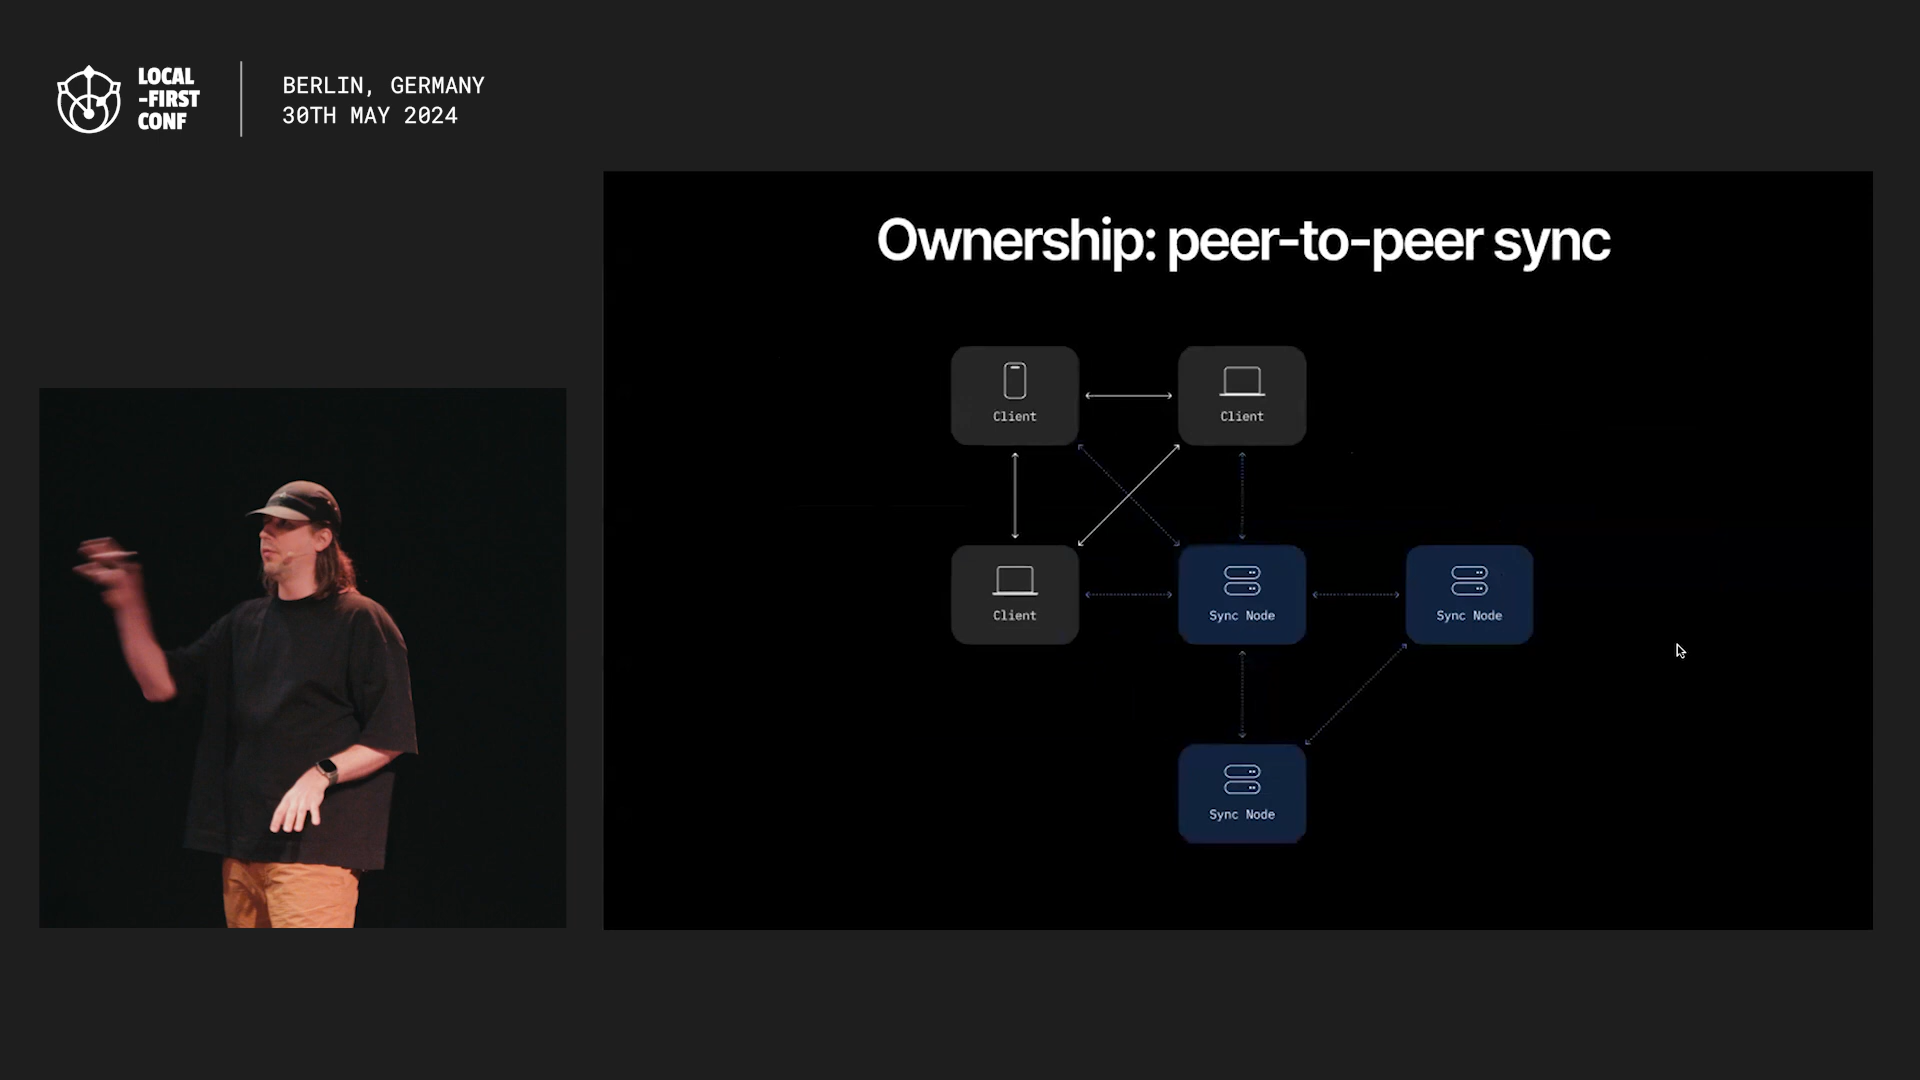 LOCAL
-FIRST
CONF
BERLIN, GERMANY
30TH MAY 2024
Ownership: peer-to-peer sync
Client
Client
Client
Sync Node
Sync Node
Sync Node